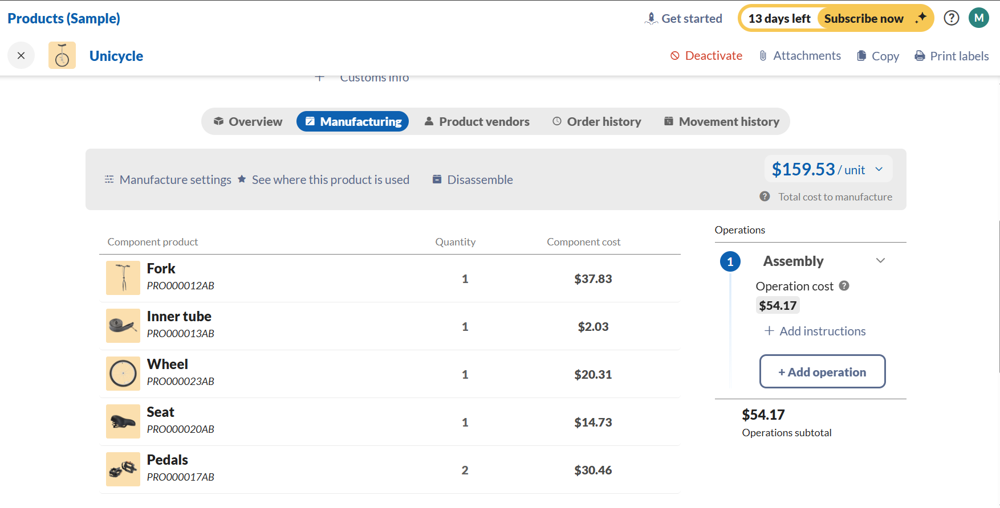 Products (Sample)
Get started
13 days left
Subscribe now
?
M
Unicycle
Deactivate
Attachments
Copy
Print labels
+ Customs info
Overview
Manufacturing
Product vendors
Order history
Movement history
Manufacture settings
See where this product is used
Disassemble
$159.53 / unit
? Total cost to manufacture
Component product
Quantity
Component cost
Fork
PRO000012AB
1
$37.83
Inner tube
PRO000013AB
1
$2.03
Wheel
PRO000023AB
1
$20.31
Seat
PRO000020AB
1
$14.73
Pedals
PRO000017AB
2
$30.46
Operations
1
Assembly
Operation cost ?
$54.17
+ Add instructions
+ Add operation
$54.17
Operations subtotal